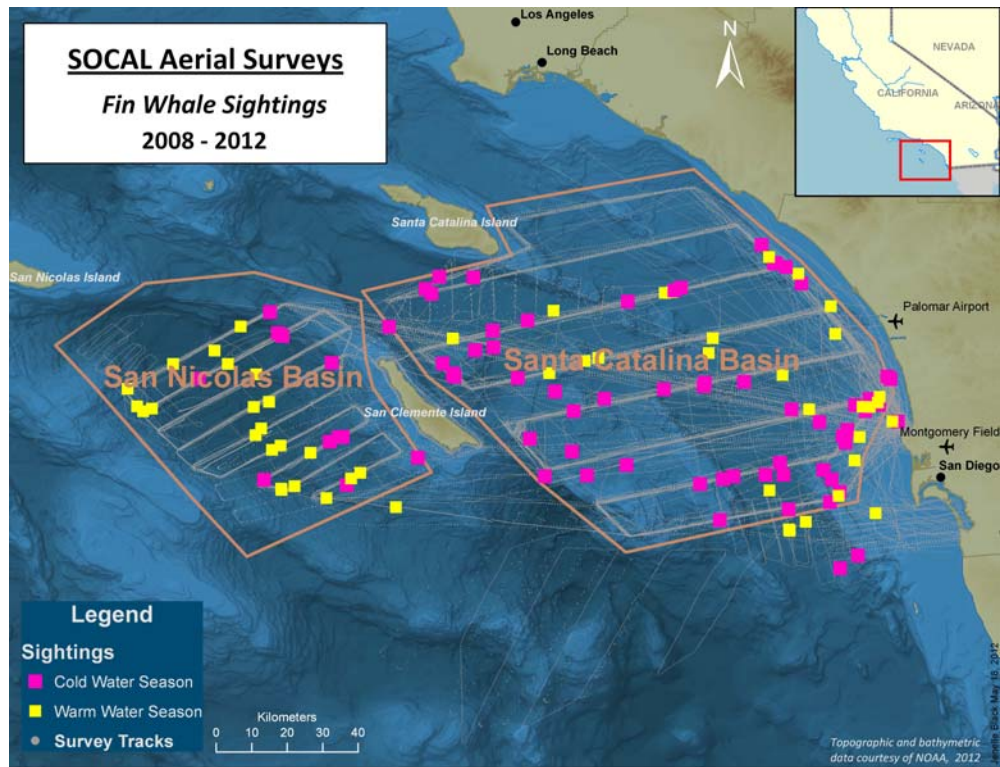 SOCAL Aerial Surveys
Fin Whale Sightings
2008 - 2012
Los Angeles
Long Beach
N
NEVADA
CALIFORNIA
ARIZONA
Santa Catalina Island
San Nicolas Island
Palomar Airport
San Nicolas Basin
Santa Catalina Basin
San Clemente Island
Montgomery Field
San Diego
Legend
Sightings
Cold Water Season
Warm Water Season
Survey Tracks
Kilometers
0 10 20 40
Topographic and bathymetric
data courtesy of NOAA, 2012
May 18, 2012